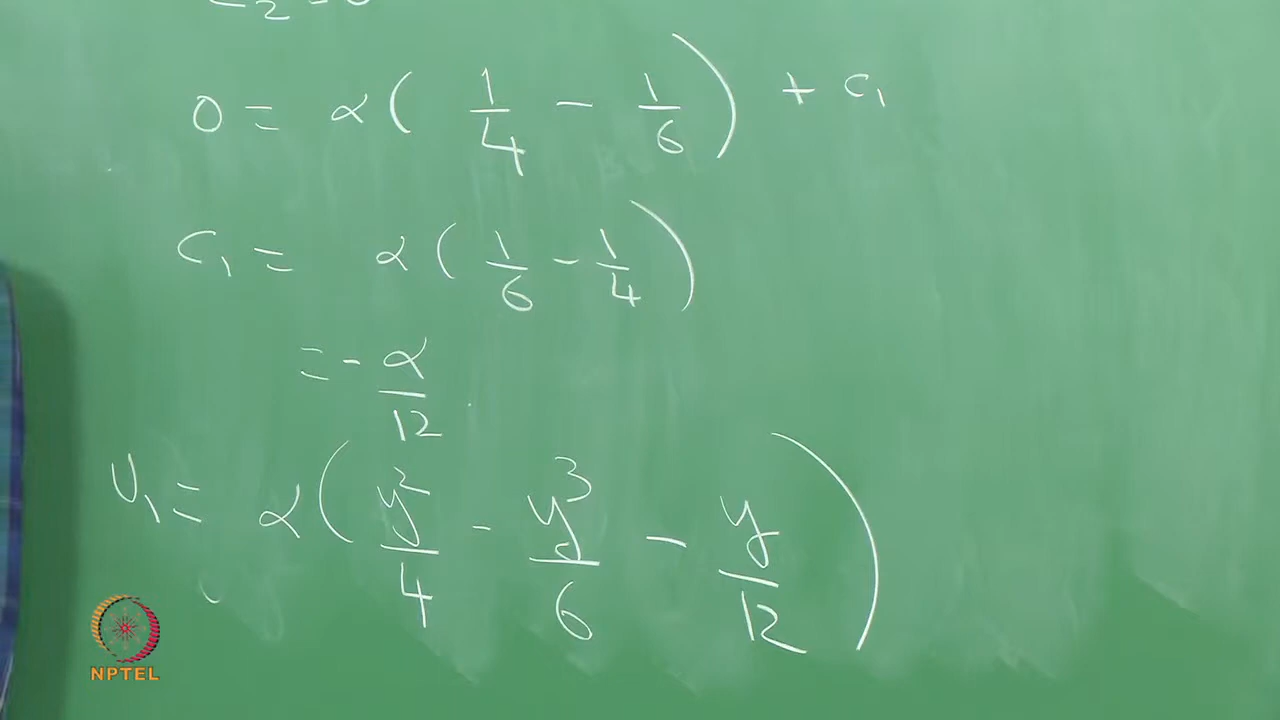 0 = α ( 1/4 - 1/6 ) + c₁
C₁ = α ( 1/6 - 1/4 )
= - α/12
U₁ = α ( y²/4 - y³/6 - y/12 )
NPTEL